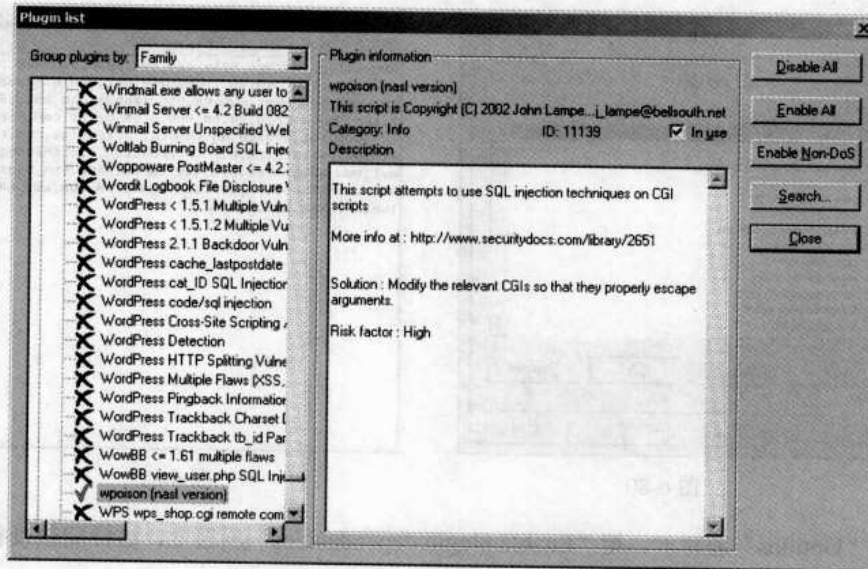 Plugin list
Group plugins by: Family
Windmail.exe allows any user to
Winmail Server <= 4.2 Build 082
Winmail Server Unspecified Wel
Woltlab Burning Board SQL injec
Woppoware PostMaster <= 4.2.
Wordit Logbook File Disclosure
WordPress < 1.5.1 Multiple Vuln
WordPress < 1.5.1.2 Multiple Vu
WordPress 2.1.1 Backdoor Vuln
WordPress cache_lastpostdate
WordPress cat_ID SQL Injection
WordPress code/sql injection
WordPress Cross-Site Scripting
WordPress Detection
WordPress HTTP Splitting Vulne
WordPress Multiple Flaws (XSS,
WordPress Pingback Information
WordPress Trackback Charset D
WordPress Trackback tb_id Par
WowBB <= 1.61 multiple flaws
WowBB view_user.php SQL Inj
wpoison (nasl version)
WPS wps_shop.cgi remote com
Plugin information
wpoison (nasl version)
This script is Copyright (C) 2002 John Lampe...j_lampe@bellsouth.net
Category: Info ID: 11139 In use
Description
This script attempts to use SQL injection techniques on CGI
scripts
More info at : http://www.securitydocs.com/library/2651
Solution : Modify the relevant CGIs so that they properly escape
arguments.
Risk factor : High
Disable All
Enable All
Enable Non-DoS
Search...
Close